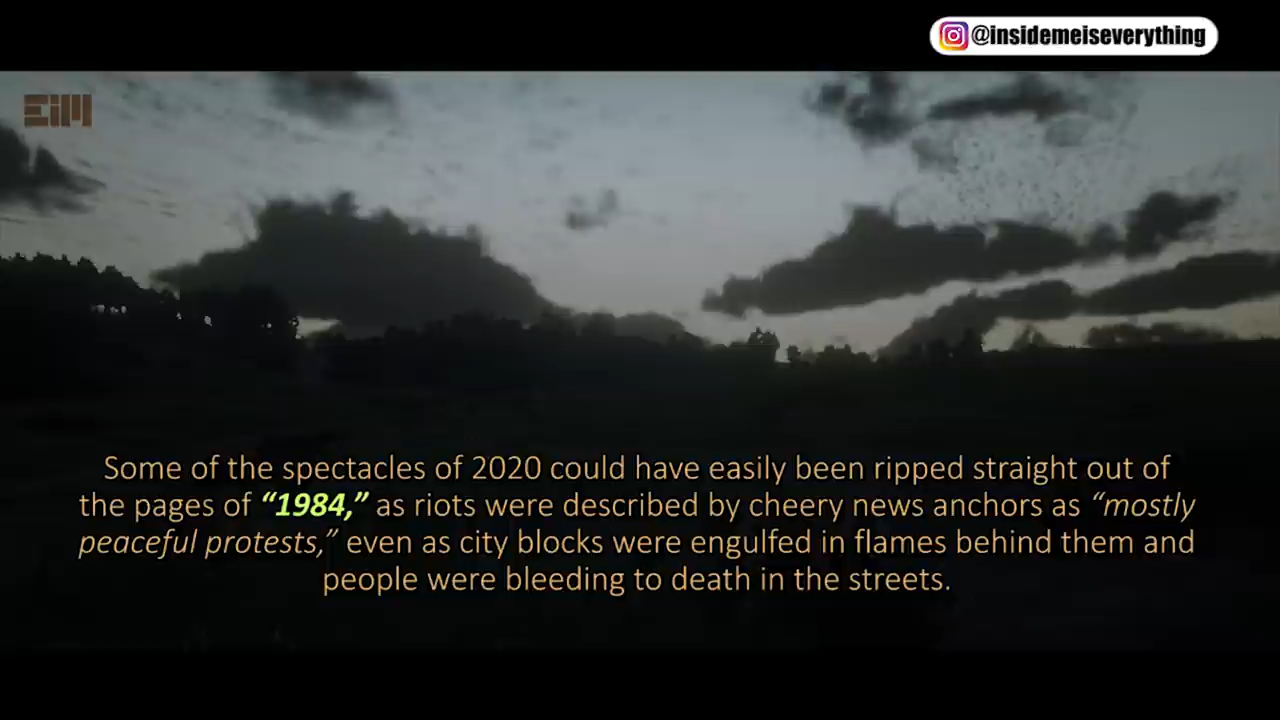 @insidemeiseverything
EiM
Some of the spectacles of 2020 could have easily been ripped straight out of
the pages of “1984,” as riots were described by cheery news anchors as “mostly
peaceful protests,” even as city blocks were engulfed in flames behind them and
people were bleeding to death in the streets.